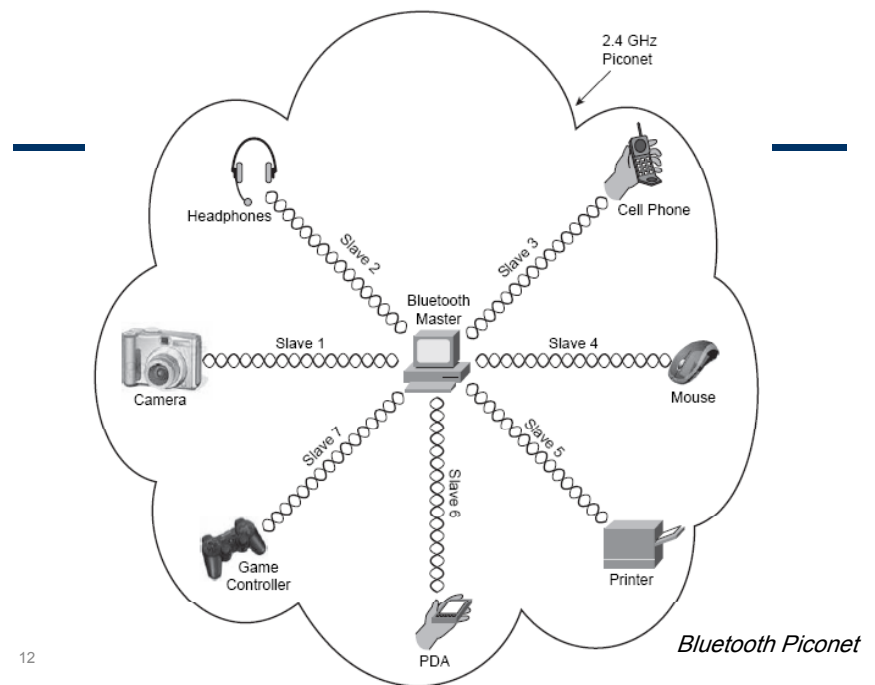 2.4 GHz
Piconet
Headphones
Cell Phone
Slave 2
Slave 3
Bluetooth
Master
Slave 1
Slave 4
Camera
Mouse
Slave 7
Slave 6
Slave 5
Game
Controller
Printer
PDA
Bluetooth Piconet
12